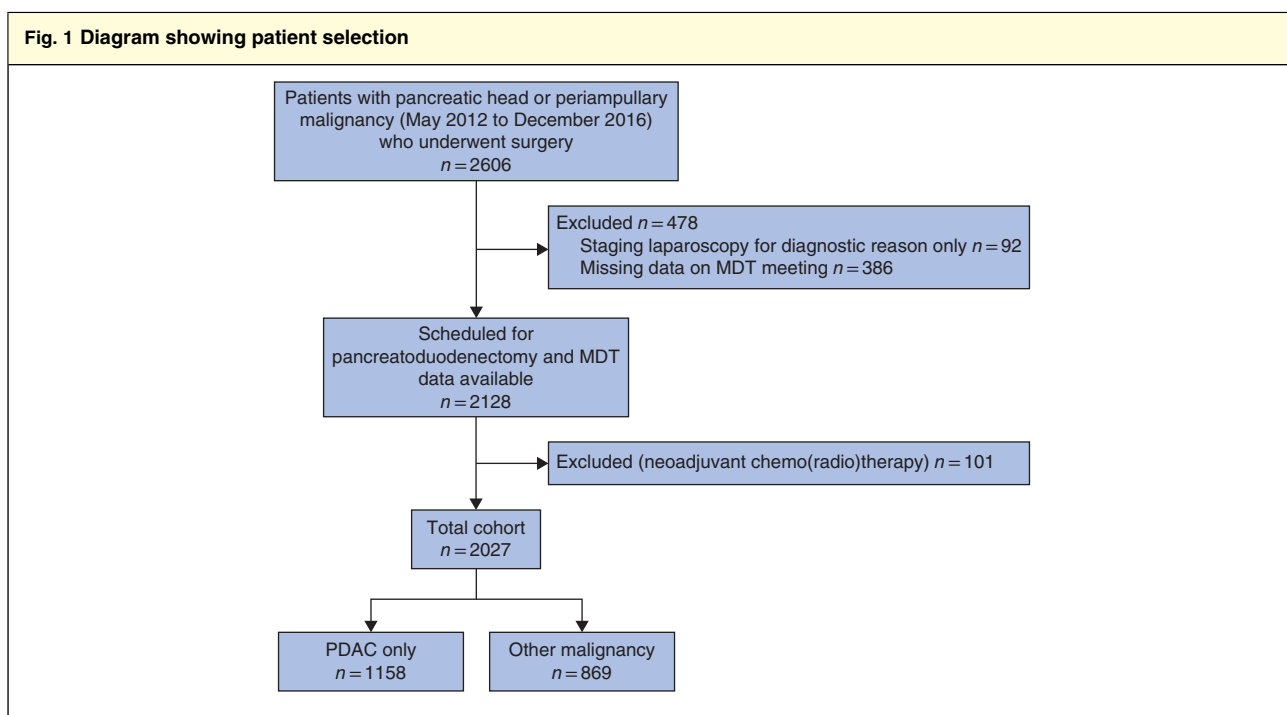 Fig. 1 Diagram showing patient selection
Patients with pancreatic head or periampullary
malignancy (May 2012 to December 2016)
who underwent surgery
n = 2606
Excluded n = 478
Staging laparoscopy for diagnostic reason only n = 92
Missing data on MDT meeting n = 386
Scheduled for
pancreatoduodenectomy and MDT
data available
n = 2128
Excluded (neoadjuvant chemo(radio)therapy) n = 101
Total cohort
n = 2027
PDAC only
n = 1158
Other malignancy
n = 869